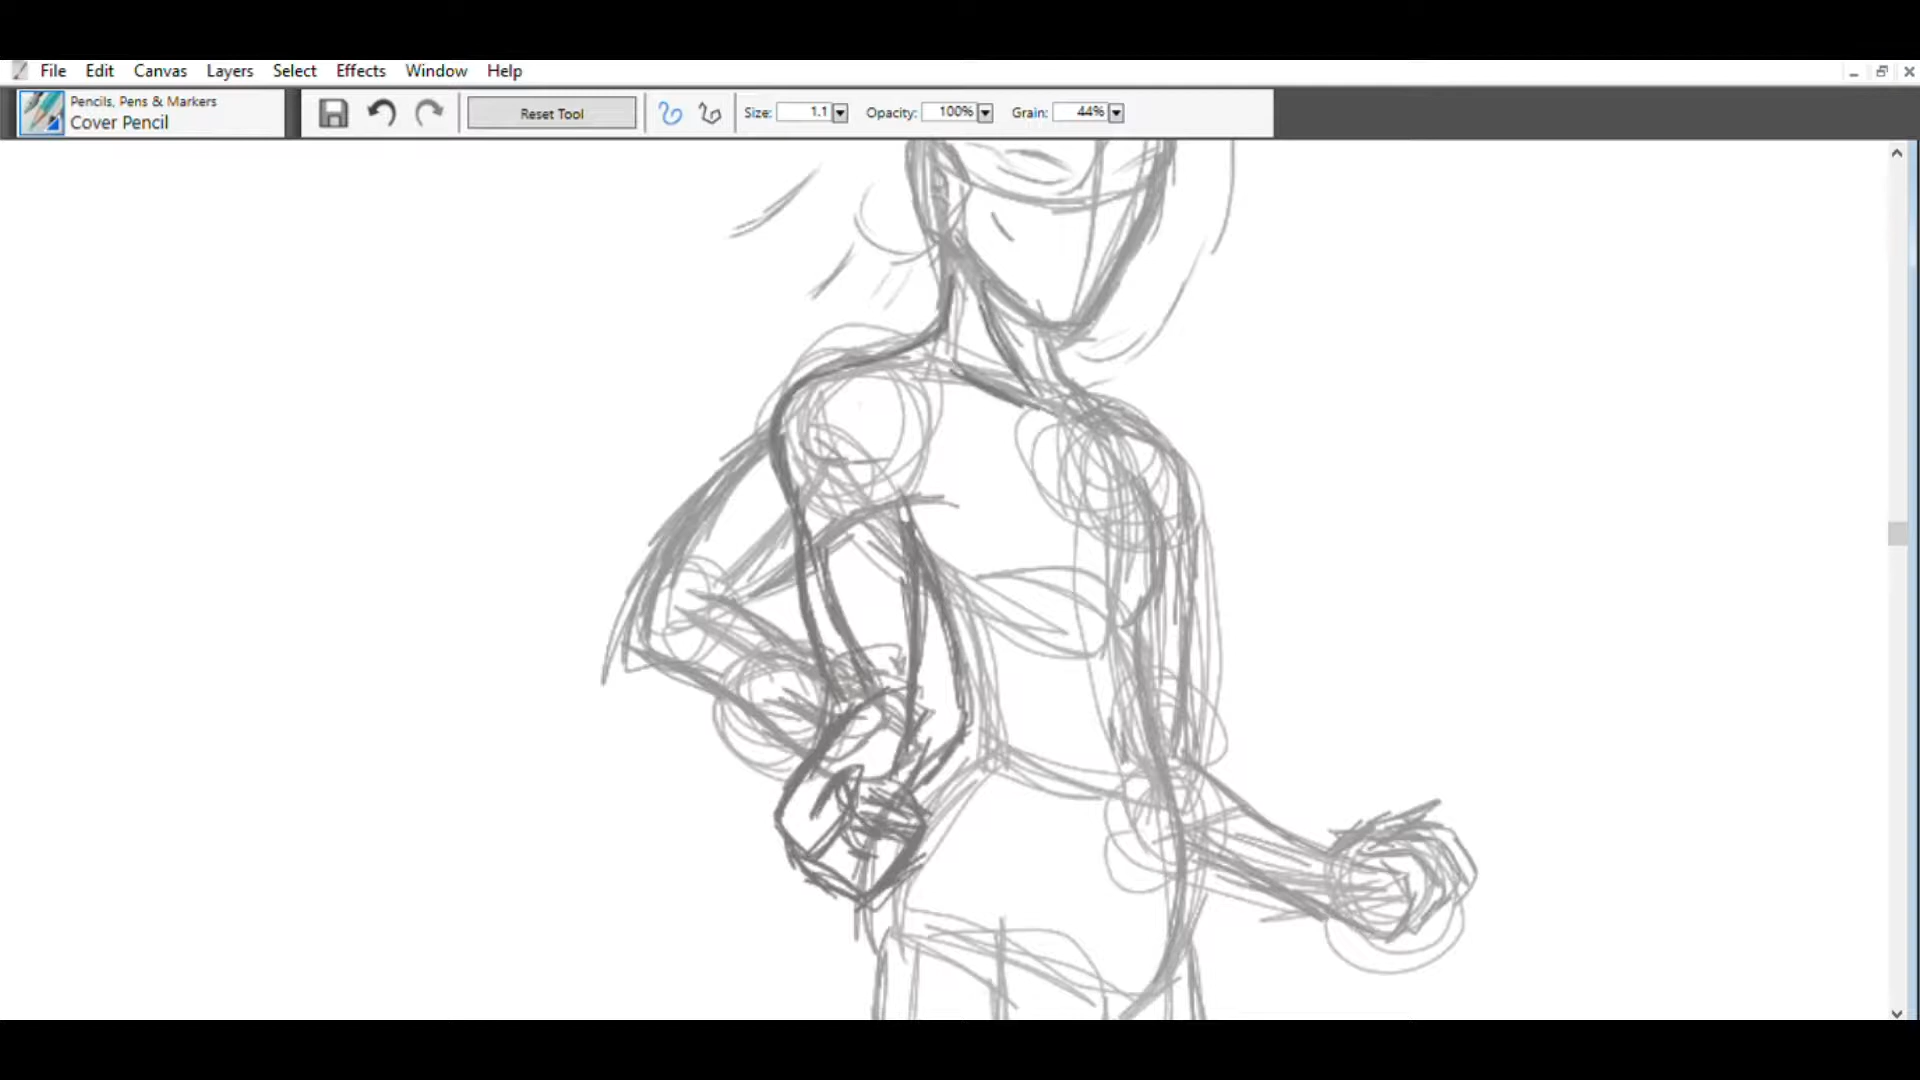 File Edit Canvas Layers Select Effects Window Help
Pencils, Pens & Markers
Cover Pencil
Reset Tool Size: 1.1 Opacity: 100% Grain: 44%